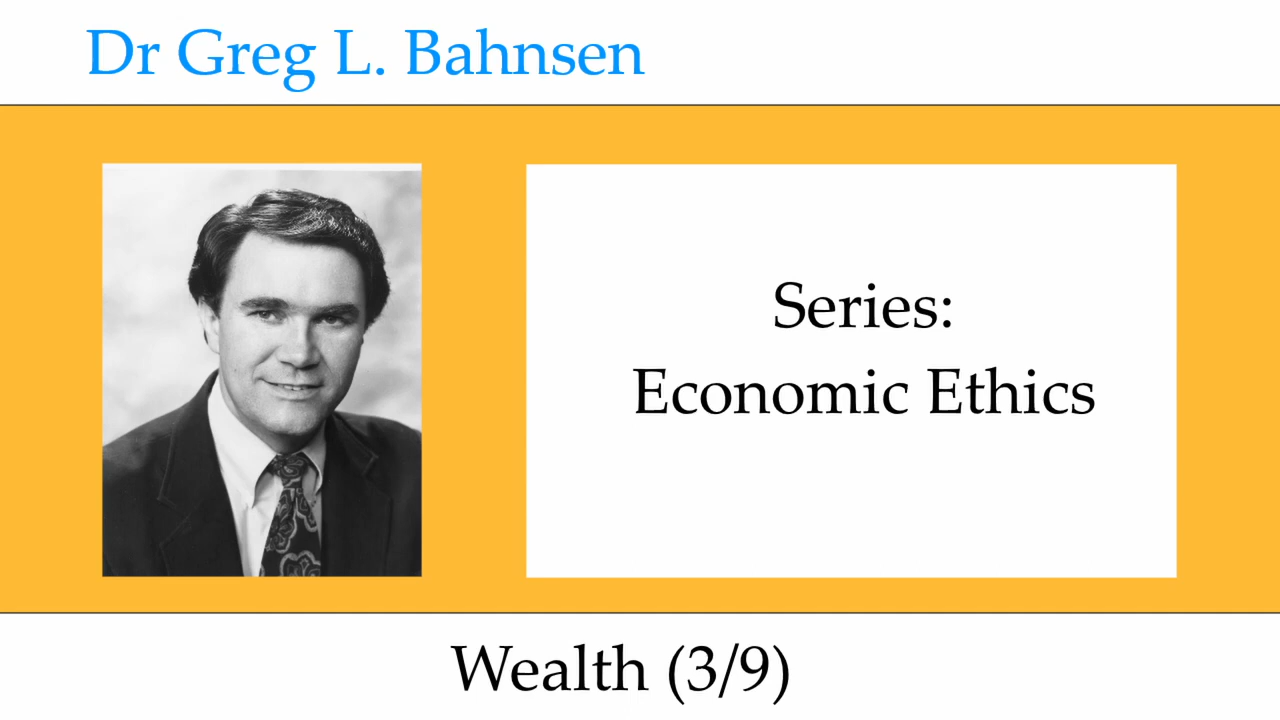 Dr Greg L. Bahnsen
Series:
Economic Ethics
Wealth (3/9)